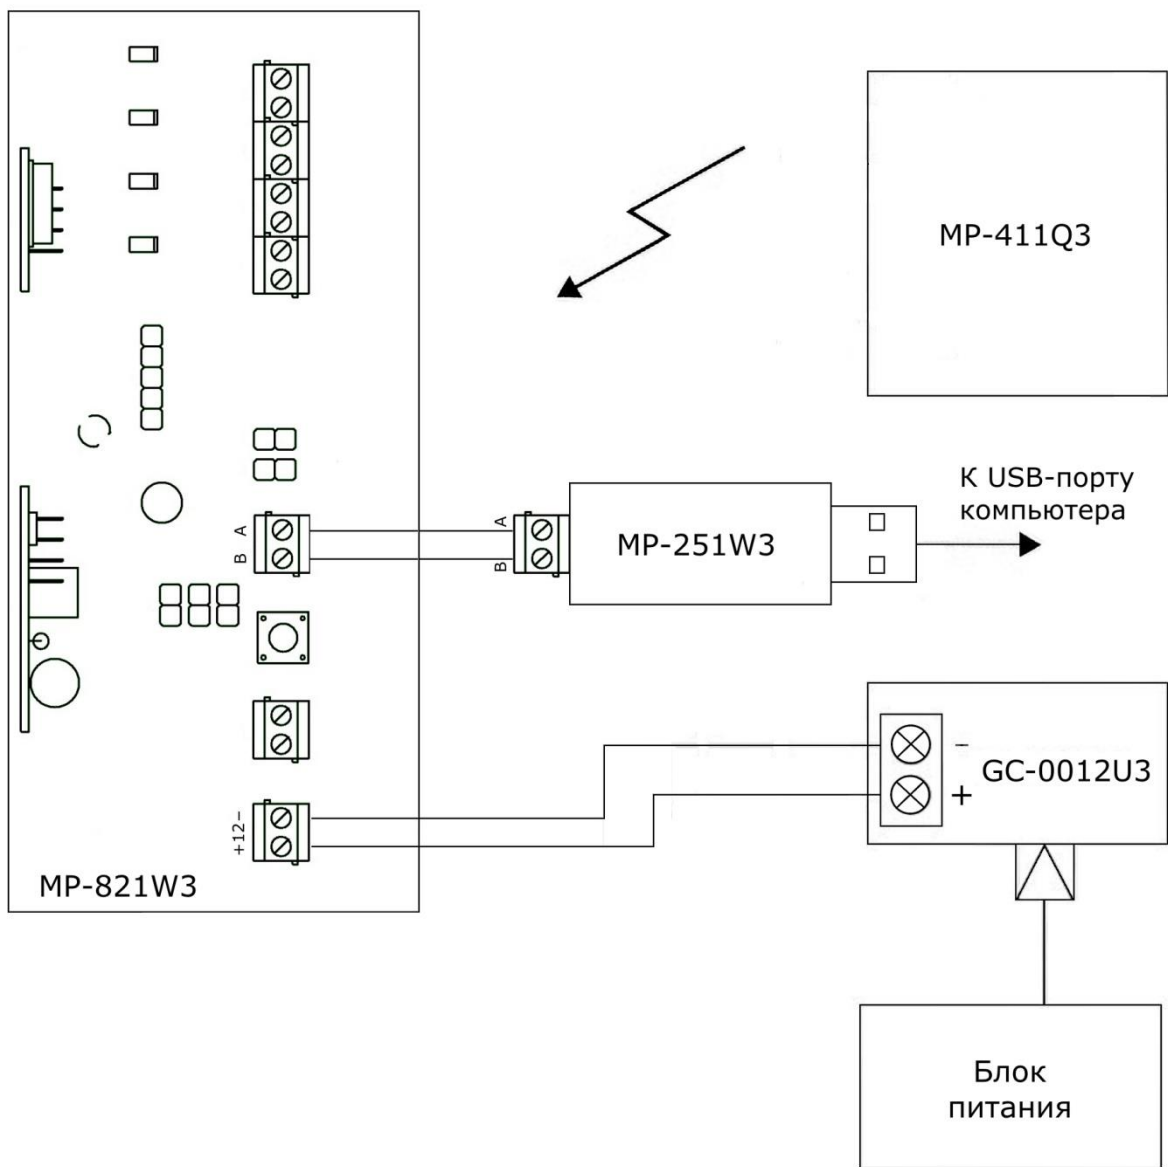 MP-411Q3
К USB-порту
компьютера
A
B
A
B
MP-251W3
–
+
GC-0012U3
+12–
MP-821W3
Блок
питания